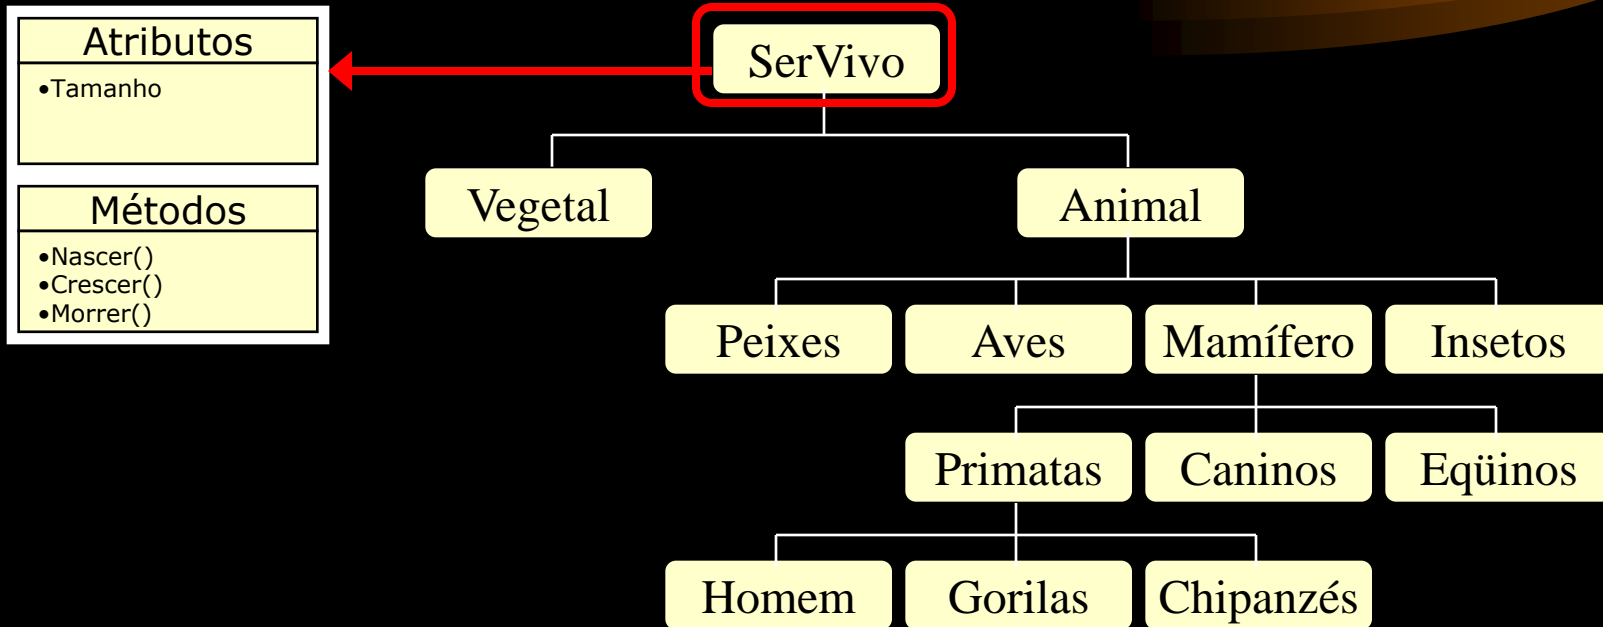 Atributos
•Tamanho
Métodos
•Nascer()
•Crescer()
•Morrer()
SerVivo
Vegetal
Animal
Peixes
Aves
Mamífero
Insetos
Primatas
Caninos
Eqüinos
Homem
Gorilas
Chipanzés